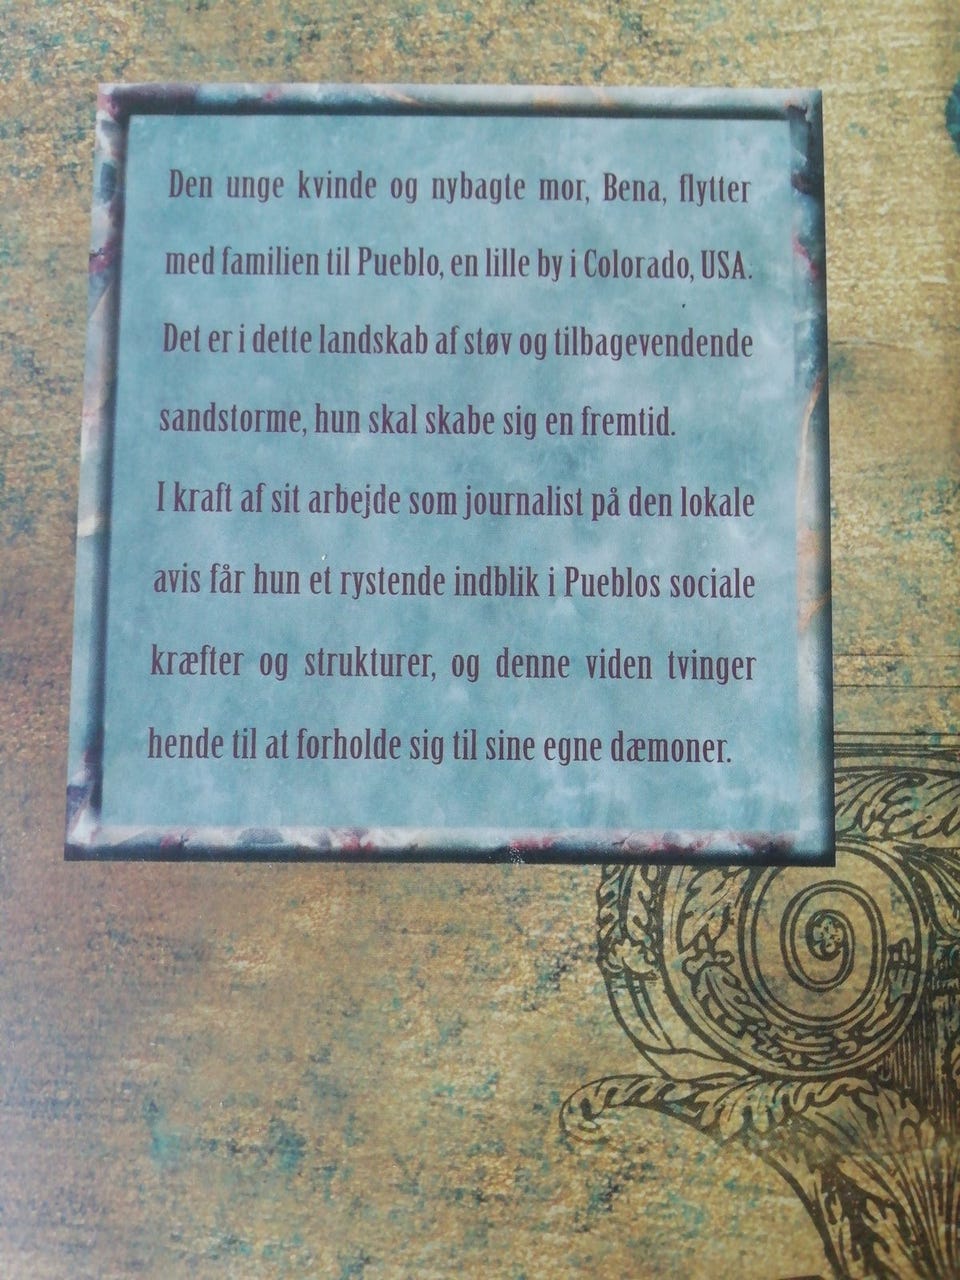 Den unge kvinde og nybagte mor, Bena, flytter
med familien til Pueblo, en lille by i Colorado, USA.
Det er i dette landskab af støv og tilbagevendende
sandstorme, hun skal skabe sig en fremtid.
I kraft af sit arbejde som journalist på den lokale
avis får hun et rystende indblik i Pueblos sociale
kræfter og strukturer, og denne viden tvinger
hende til at forholde sig til sine egne dæmoner.